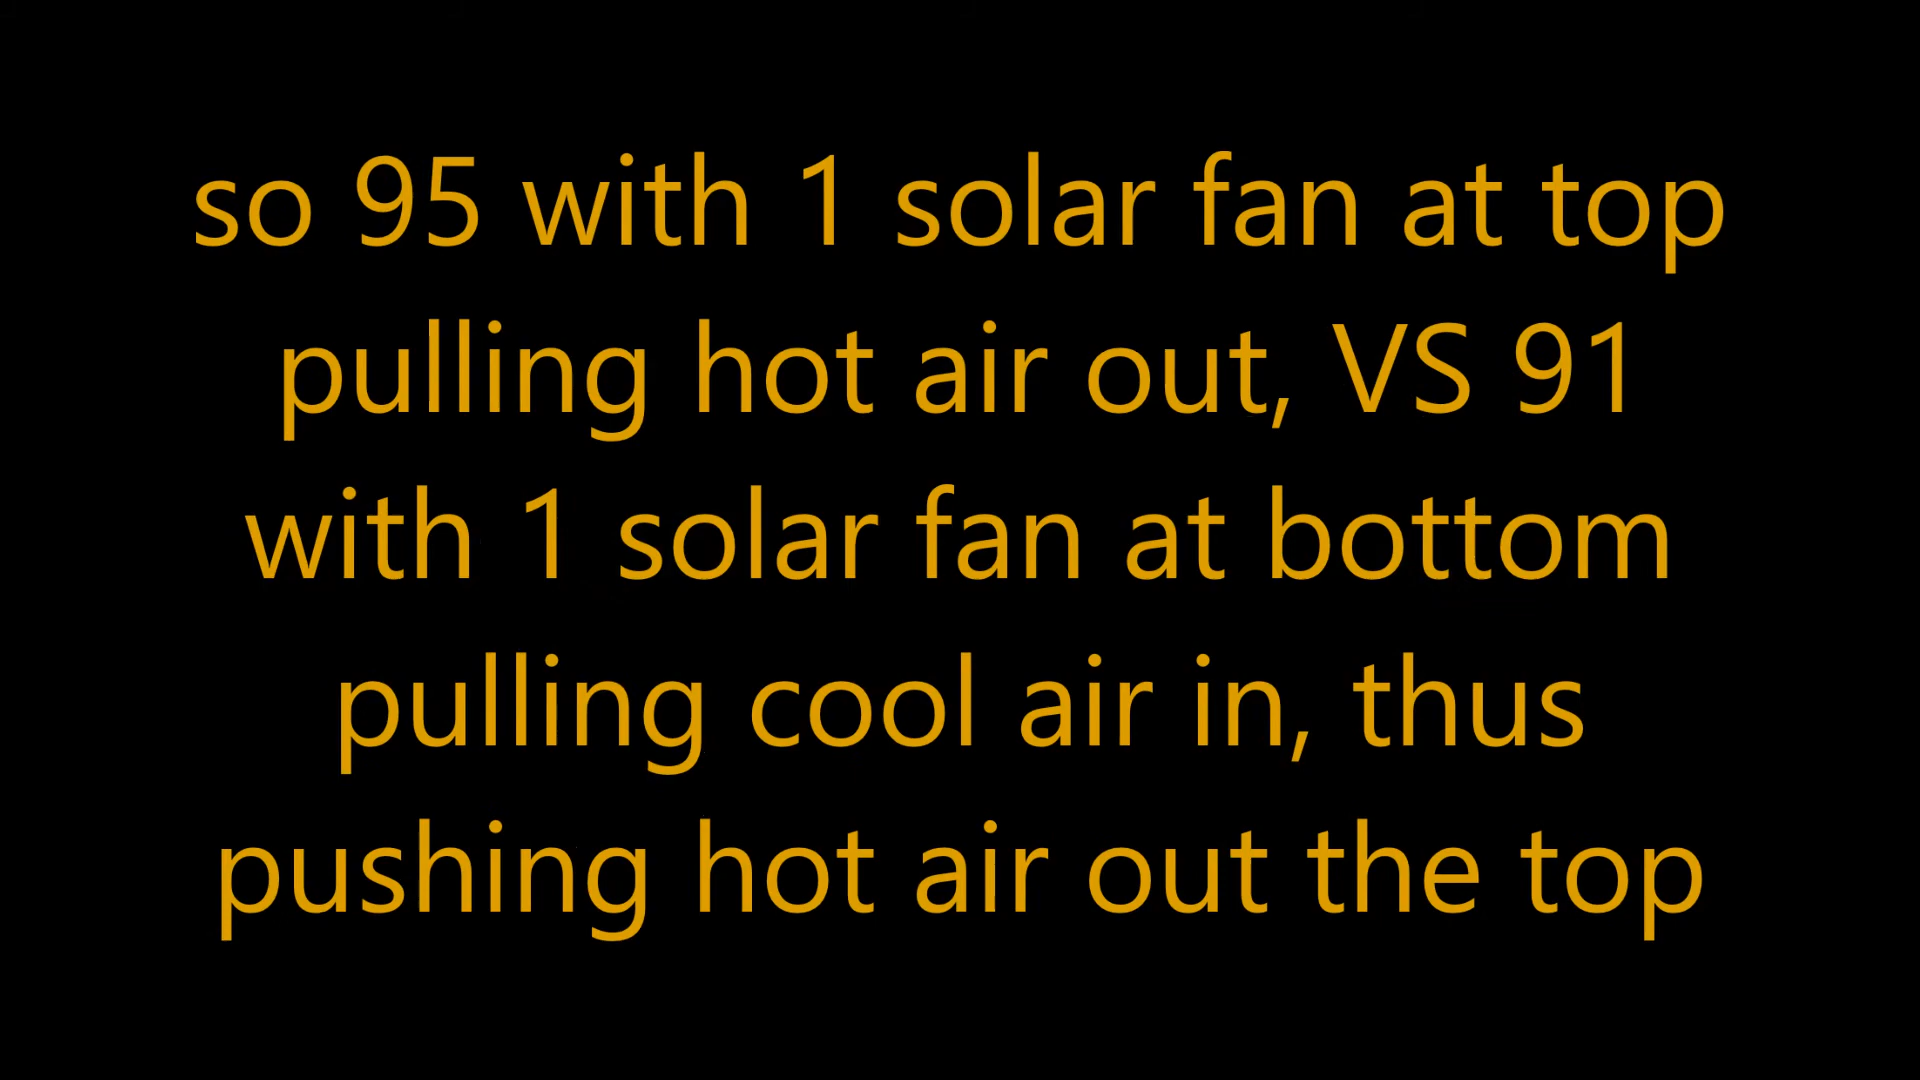 so 95 with 1 solar fan at top
pulling hot air out, VS 91
with 1 solar fan at bottom
pulling cool air in, thus
pushing hot air out the top